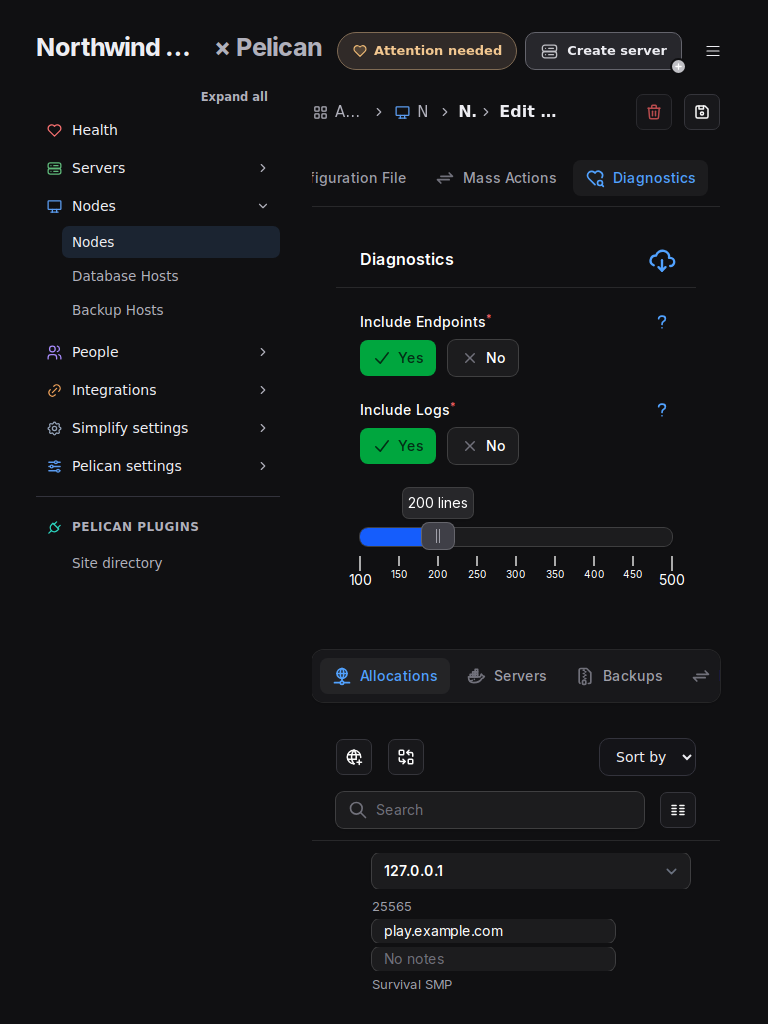 Northwind ... × Pelican
Attention needed
Create server
Expand all
Health
Servers
Nodes
Nodes
Database Hosts
Backup Hosts
People
Integrations
Simplify settings
Pelican settings
PELICAN PLUGINS
Site directory
A... > N > N. > Edit ...
figuration File
Mass Actions
Diagnostics
Diagnostics
Include Endpoints*
?
Yes
No
Include Logs*
?
Yes
No
200 lines
100 150 200 250 300 350 400 450 500
Allocations
Servers
Backups
Sort by
Search
127.0.0.1
25565
play.example.com
No notes
Survival SMP